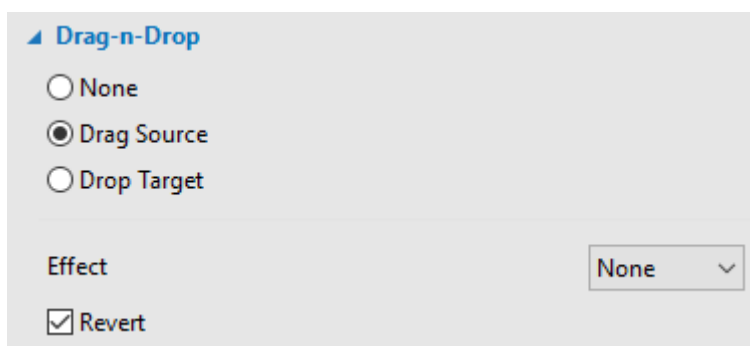 Drag-n-Drop
None
Drag Source
Drop Target
Effect None
Revert